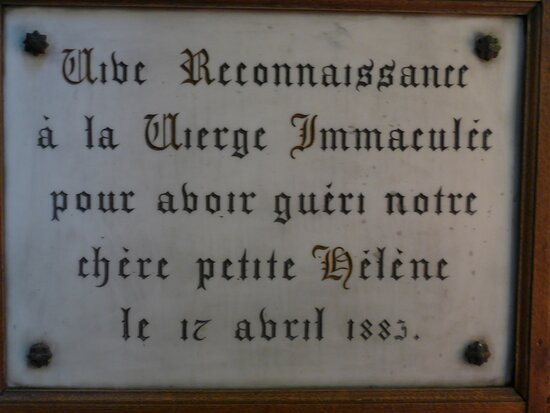 Vive Reconnaissance
à la Vierge Immaculée
pour avoir guéri notre
chère petite Hélène
le 17 avril 1883.